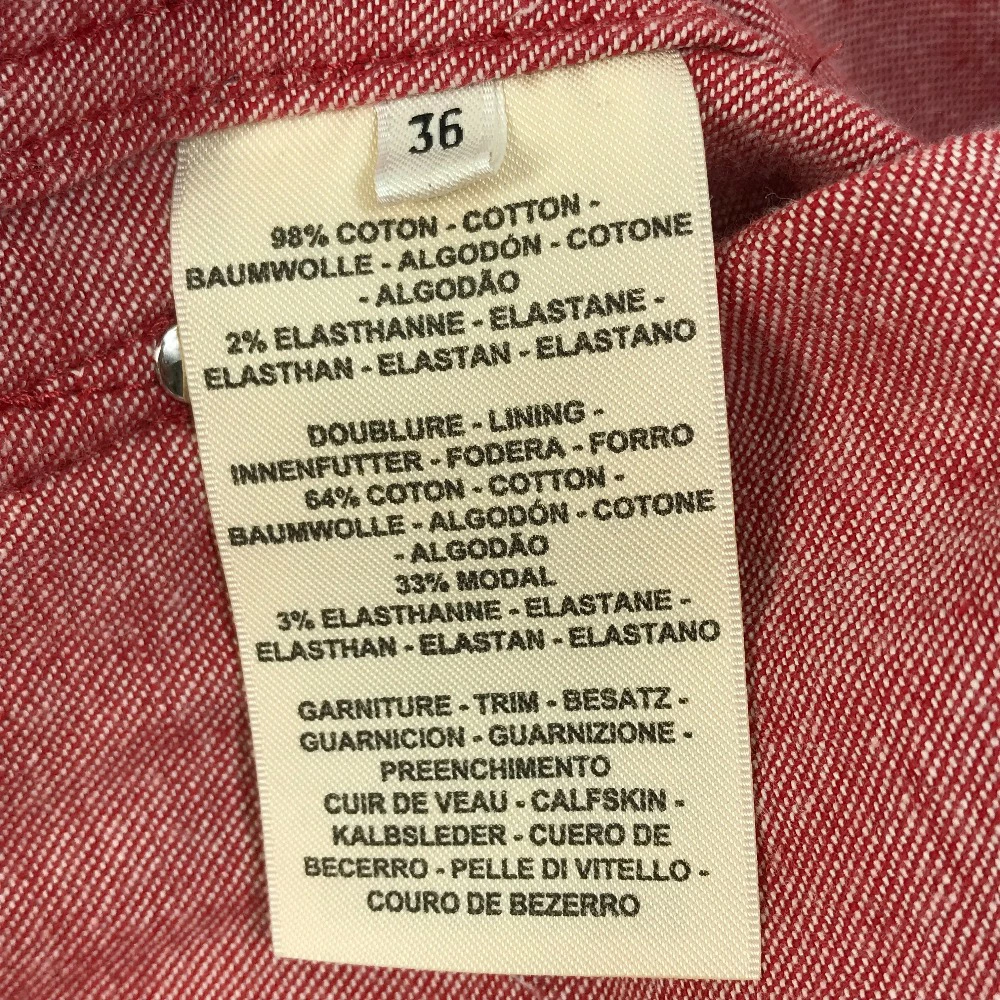 36
98% COTON - COTTON -
BAUMWOLLE - ALGODÓN - COTONE
- ALGODÃO
2% ELASTHANNE - ELASTANE -
ELASTHAN - ELASTAN - ELASTANO
DOUBLURE - LINING -
INNENFUTTER - FODERA - FORRO
64% COTON - COTTON -
BAUMWOLLE - ALGODÓN - COTONE
- ALGODÃO
33% MODAL
3% ELASTHANNE - ELASTANE -
ELASTHAN - ELASTAN - ELASTANO
GARNITURE - TRIM - BESATZ -
GUARNICION - GUARNIZIONE -
PREENCHIMENTO
CUIR DE VEAU - CALFSKIN -
KALBSLEDER - CUERO DE
BECERRO - PELLE DI VITELLO -
COURO DE BEZERRO